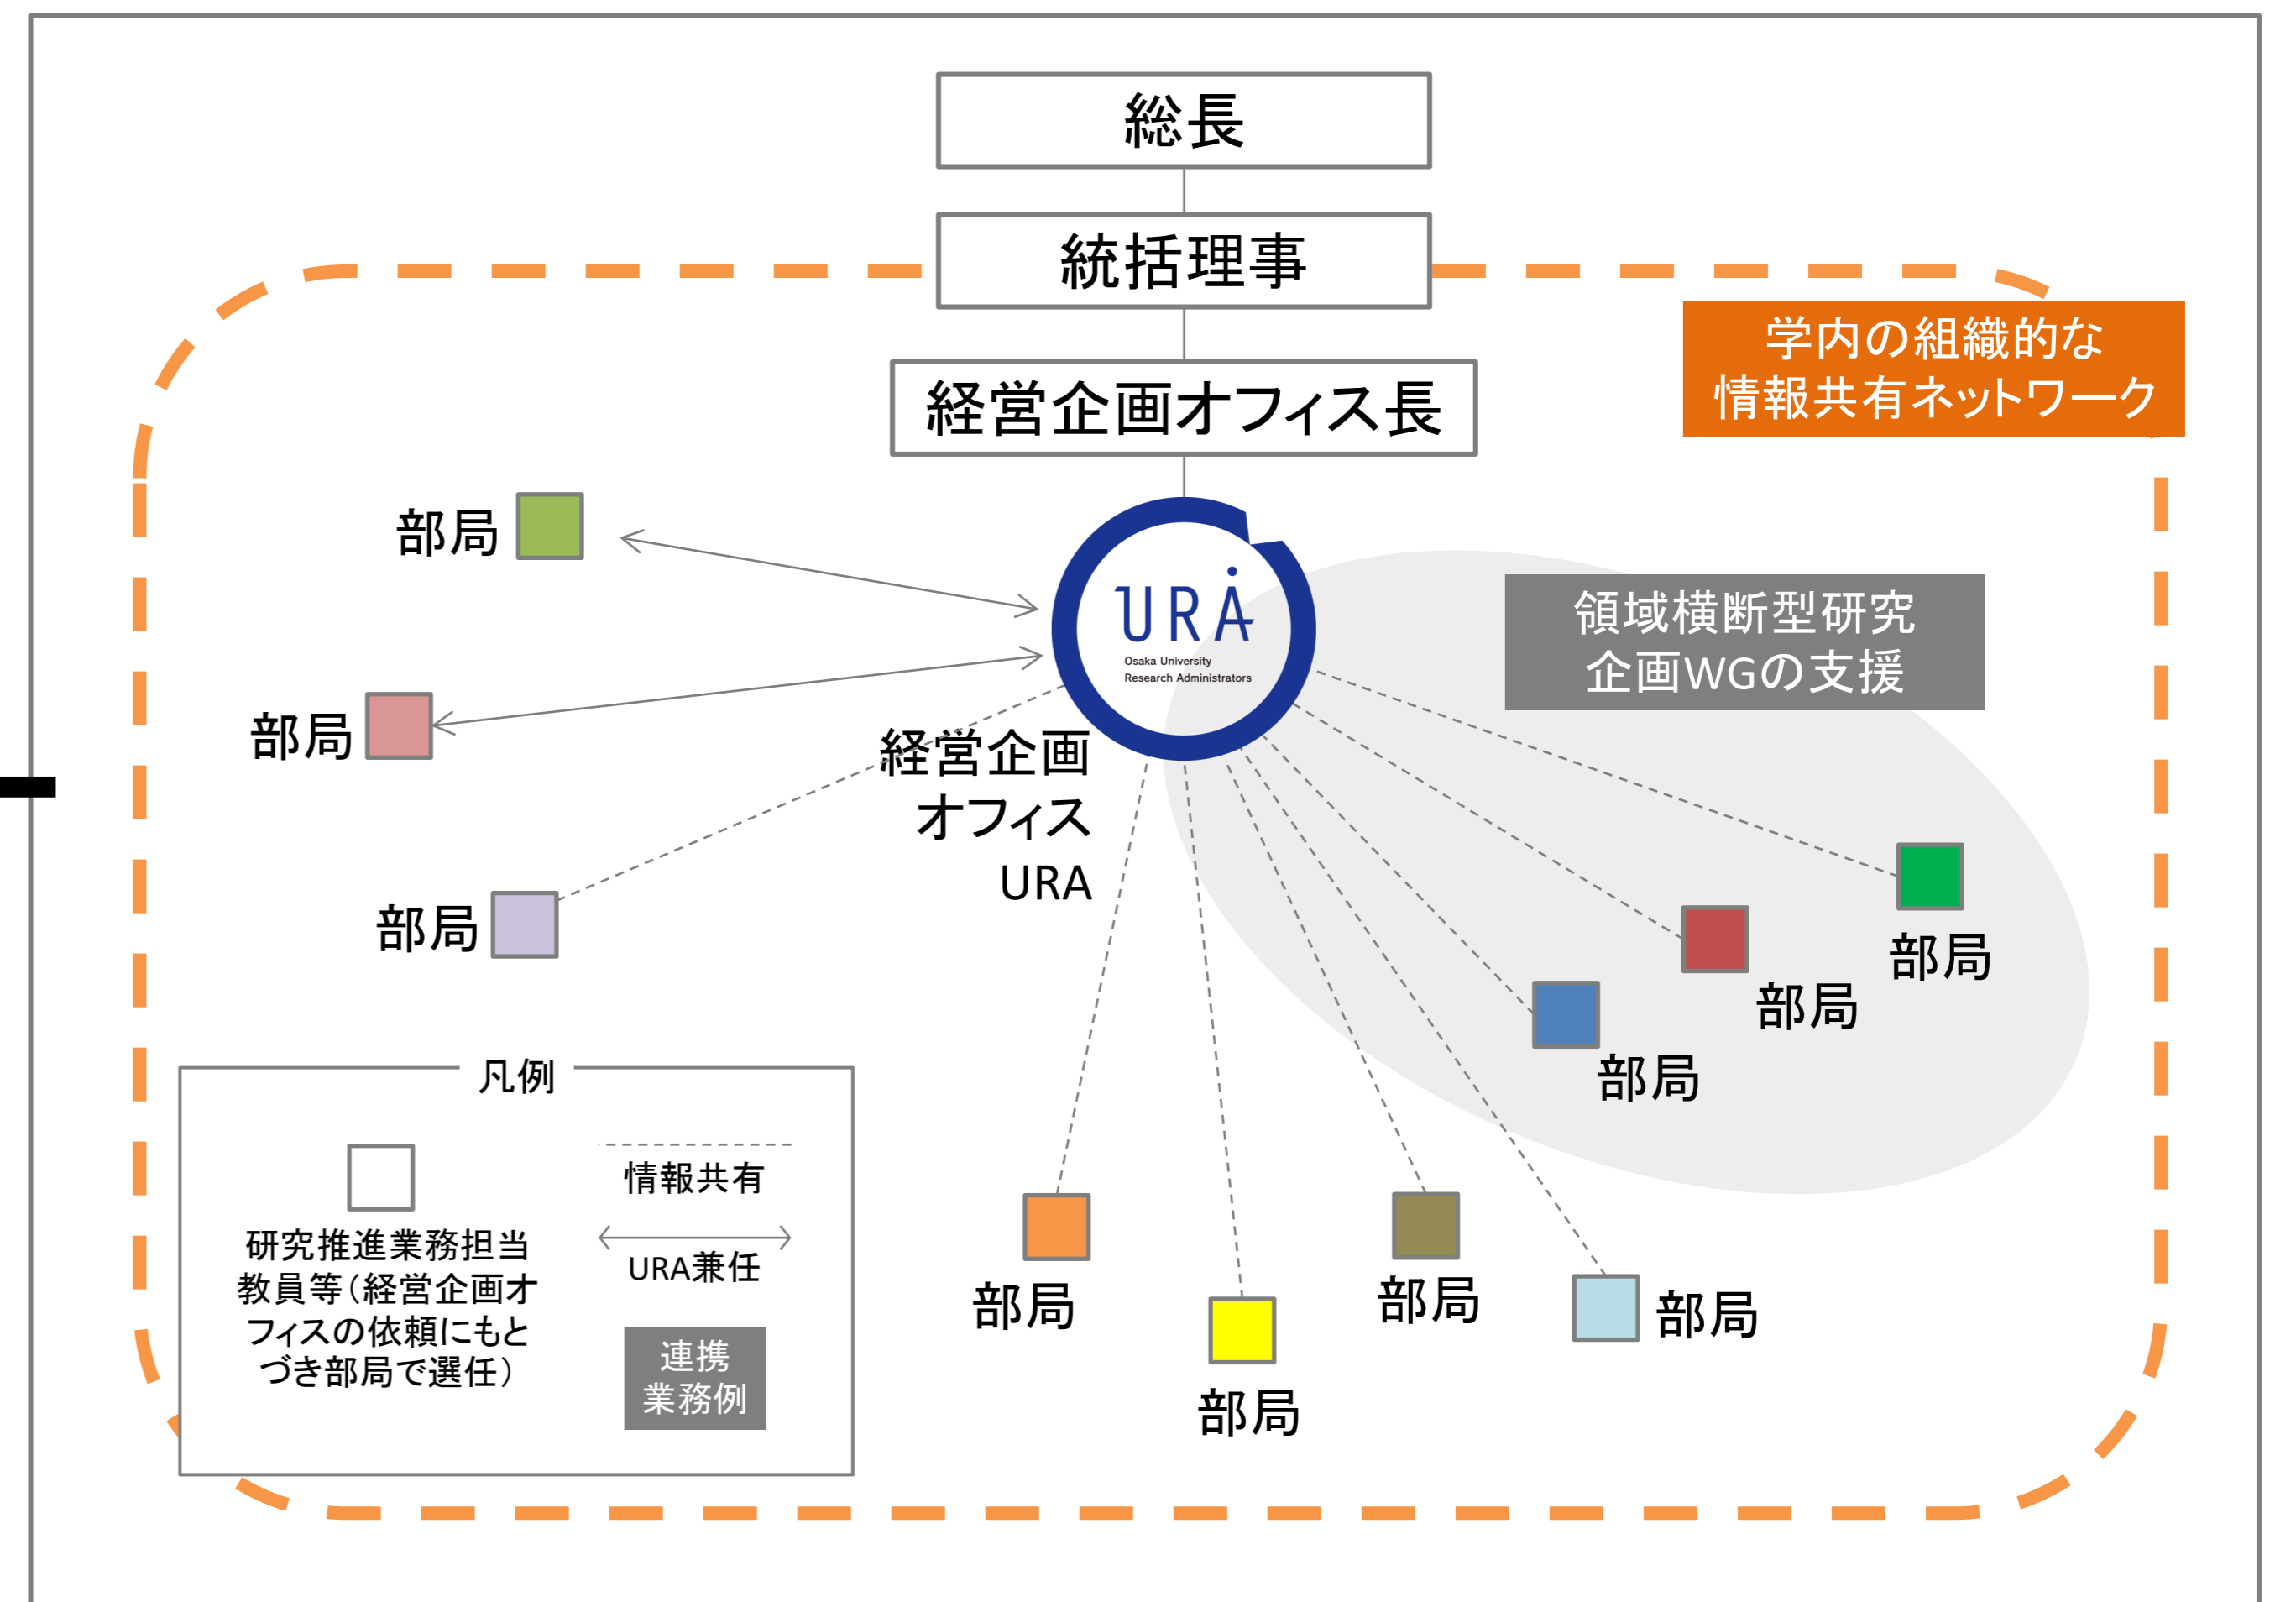 総長
統括理事
経営企画オフィス長
学内の組織的な
情報共有ネットワーク
URA
Osaka University
Research Administrators
経営企画
オフィス
URA
領域横断型研究
企画WGの支援
部局
部局
部局
部局
部局
部局
部局
部局
部局
部局
凡例
研究推進業務担当
教員等（経営企画オ
フィスの依頼にもと
づき部局で選任）
情報共有
URA兼任
連携
業務例